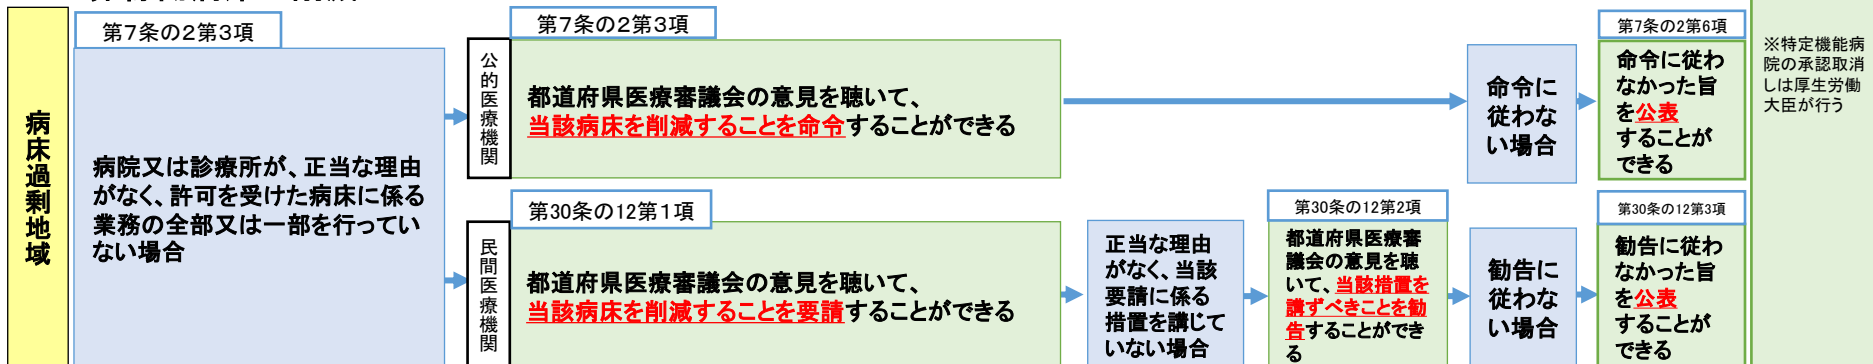 病床過剰地域
第7条の2第3項
病院又は診療所が、正当な理由
がなく、許可を受けた病床に係る
業務の全部又は一部を行ってい
ない場合
公的医療機関
第7条の2第3項
都道府県医療審議会の意見を聴いて、
当該病床を削減することを命令することができる
命令に
従わな
い場合
第7条の2第6項
命令に従わ
なかった旨
を公表
することが
できる
※特定機能病
院の承認取消
しは厚生労働
大臣が行う
民間医療機関
第30条の12第1項
都道府県医療審議会の意見を聴いて、
当該病床を削減することを要請することができる
正当な理由
がなく、当該
要請に係る
措置を講じて
いない場合
第30条の12第2項
都道府県医療審
議会の意見を聴
いて、当該措置を
講ずべきことを勧
告することができ
る
勧告に
従わな
い場合
第30条の12第3項
勧告に従わ
なかった旨
を公表
することが
できる